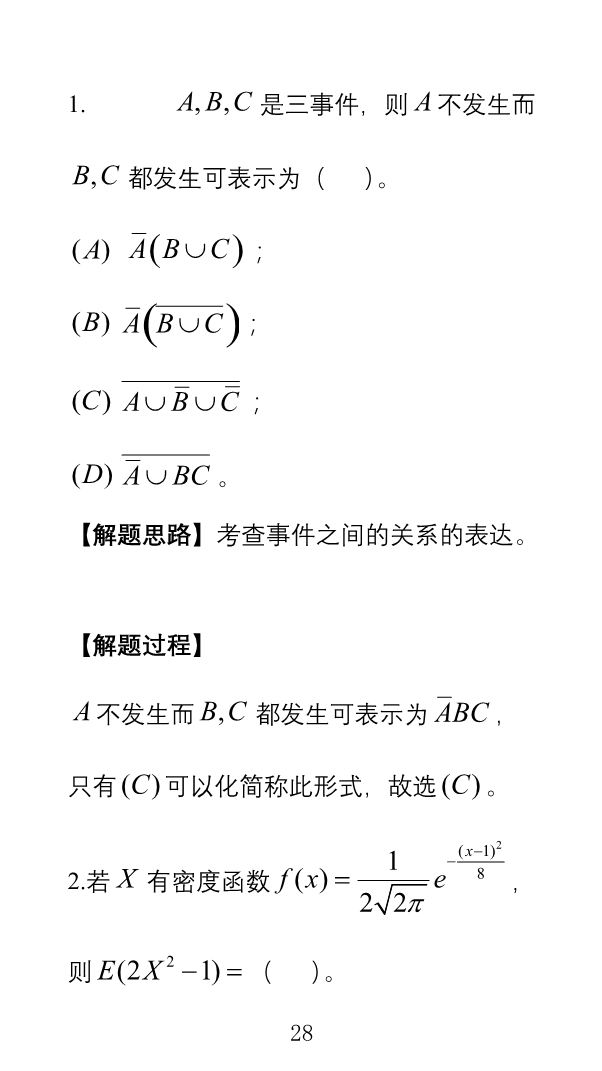 1. A, B, C 是三事件, 则 A 不发生而
B, C 都发生可表示为 ( )。
(A) $\overline{A}(B \cup C)$ ;
(B) $\overline{A}(\overline{B \cup C})$ ;
(C) $\overline{A \cup \overline{B} \cup \overline{C}}$ ;
(D) $\overline{\overline{A} \cup BC}$ 。
【解题思路】考查事件之间的关系的表达。
【解题过程】
A 不发生而 B, C 都发生可表示为 $\overline{A}BC$ ,
只有 (C) 可以化简称此形式, 故选 (C) 。
2.若 X 有密度函数 $f(x) = \frac{1}{2\sqrt{2\pi}} e^{-\frac{(x-1)^2}{8}}$ ,
则 $E(2X^2 - 1) =$ ( )。
28